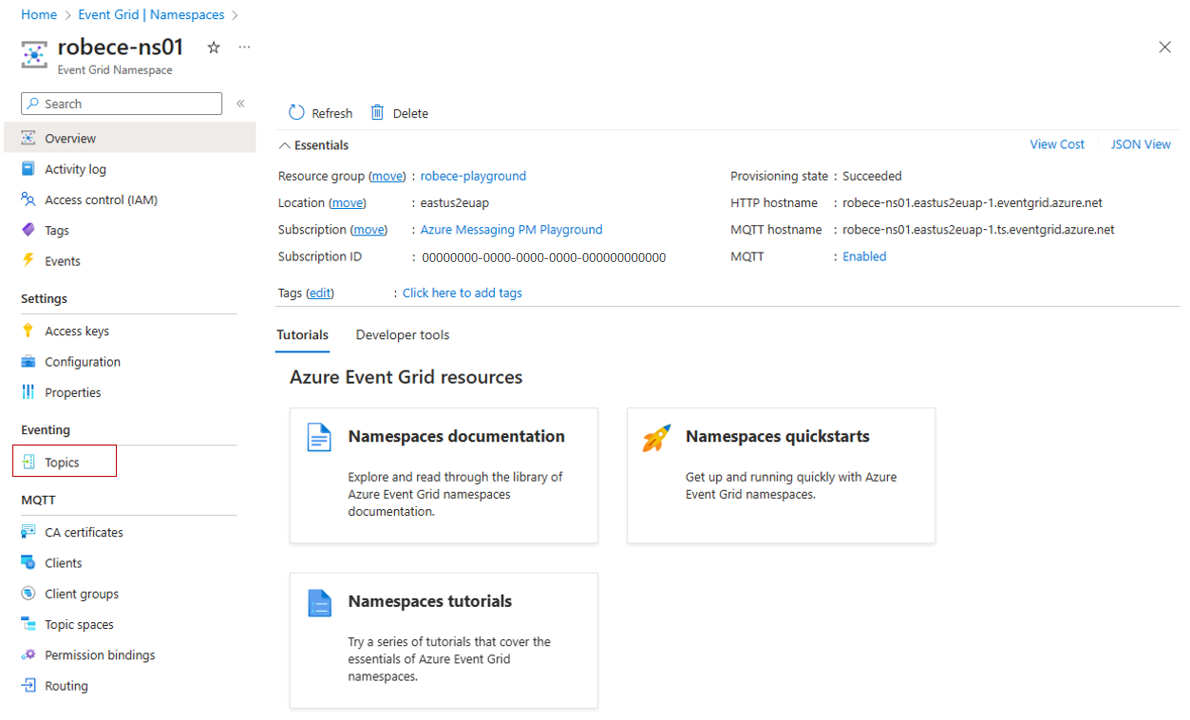 Home > Event Grid | Namespaces >
robece-ns01
Event Grid Namespace
Search
«
Overview
Activity log
Access control (IAM)
Tags
Events
Settings
Access keys
Configuration
Properties
Eventing
Topics
MQTT
CA certificates
Clients
Client groups
Topic spaces
Permission bindings
Routing
Refresh
Delete
Essentials
View Cost
JSON View
Resource group (move) : robece-playground
Location (move) : eastus2euap
Subscription (move) : Azure Messaging PM Playground
Subscription ID : 00000000-0000-0000-0000-000000000000
Provisioning state : Succeeded
HTTP hostname : robece-ns01.eastus2euap-1.eventgrid.azure.net
MQTT hostname : robece-ns01.eastus2euap-1.ts.eventgrid.azure.net
MQTT : Enabled
Tags (edit) : Click here to add tags
Tutorials
Developer tools
Azure Event Grid resources
Namespaces documentation
Explore and read through the library of
Azure Event Grid namespaces
documentation.
Namespaces quickstarts
Get up and running quickly with Azure
Event Grid namespaces.
Namespaces tutorials
Try a series of tutorials that cover the
essentials of Azure Event Grid
namespaces.